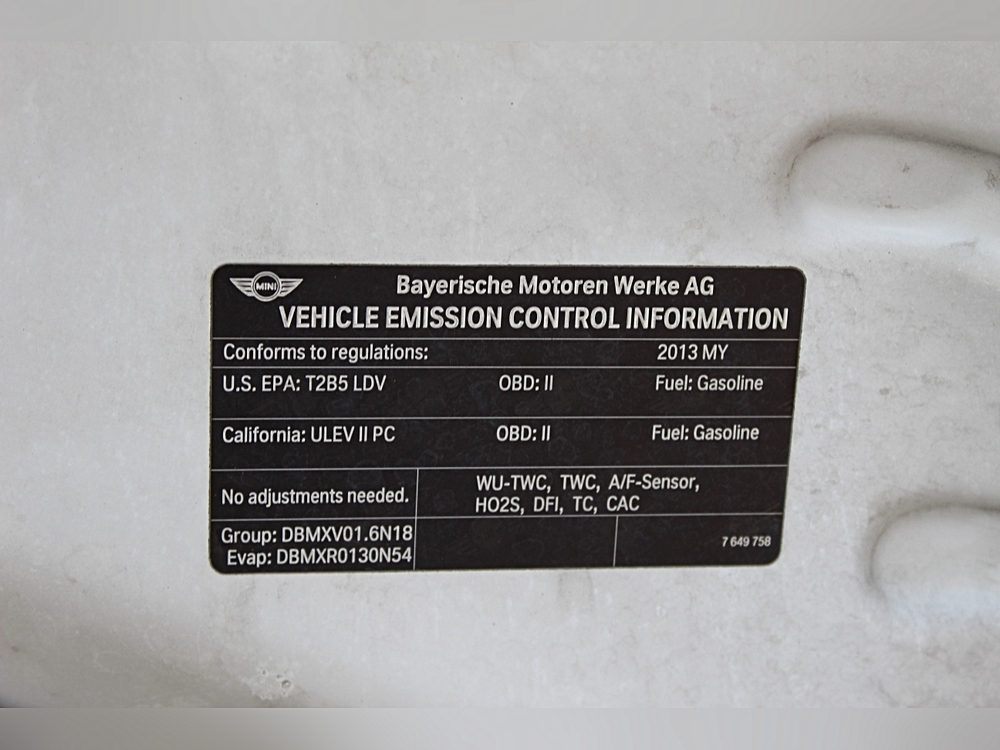 MINI
Bayerische Motoren Werke AG
VEHICLE EMISSION CONTROL INFORMATION
Conforms to regulations: 2013 MY
U.S. EPA: T2B5 LDV OBD: II Fuel: Gasoline
California: ULEV II PC OBD: II Fuel: Gasoline
No adjustments needed.
WU-TWC, TWC, A/F-Sensor,
HO2S, DFI, TC, CAC
Group: DBMXV01.6N18
Evap: DBMXR0130N54
7 649 758